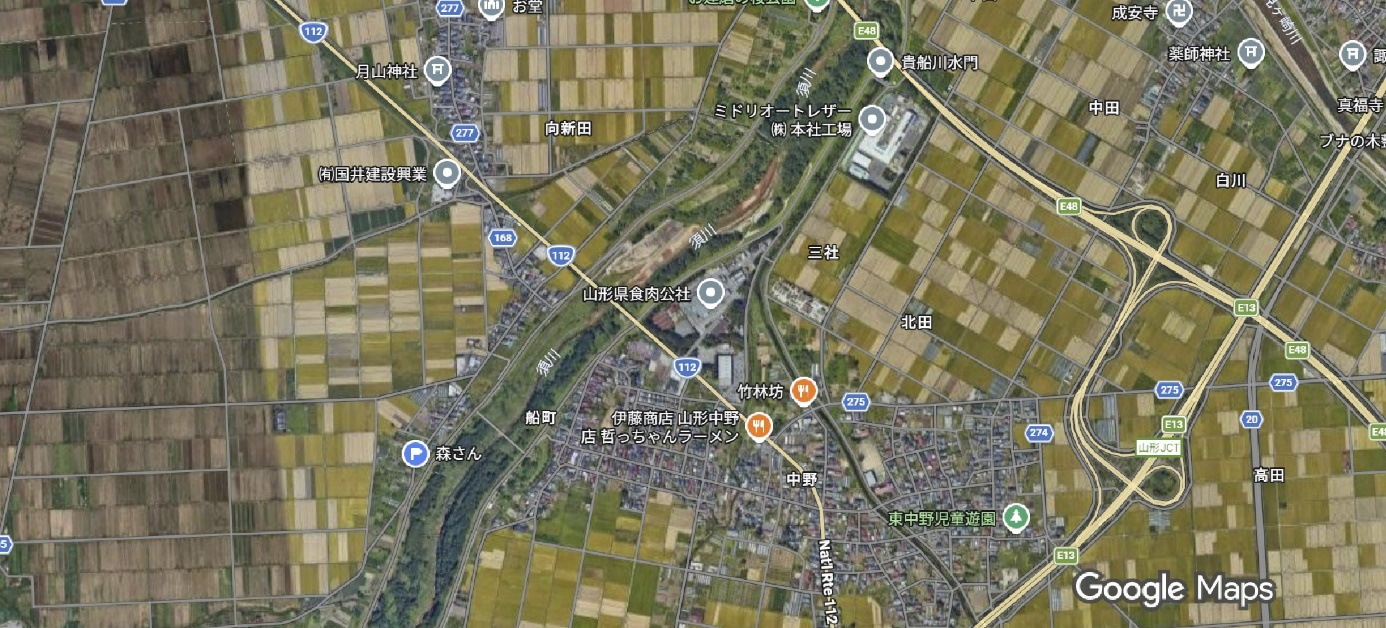 277
お堂
112
E48
成安寺
月山神社
貴船川水門
薬師神社
須川
ミドリオートレザー
㈱ 本社工場
中田
真福寺
277
向新田
㈲国井建設興業
白川
E48
168
須川
三社
112
山形県食肉公社
北田
E13
E48
須川
112
竹林坊
275
275
275
船町
伊藤商店 山形中野
店 哲っちゃんラーメン
274
E13
20
山形JCT
P
森さん
中野
高田
東中野児童遊園
Nat'l Rte 112
E13
Google Maps